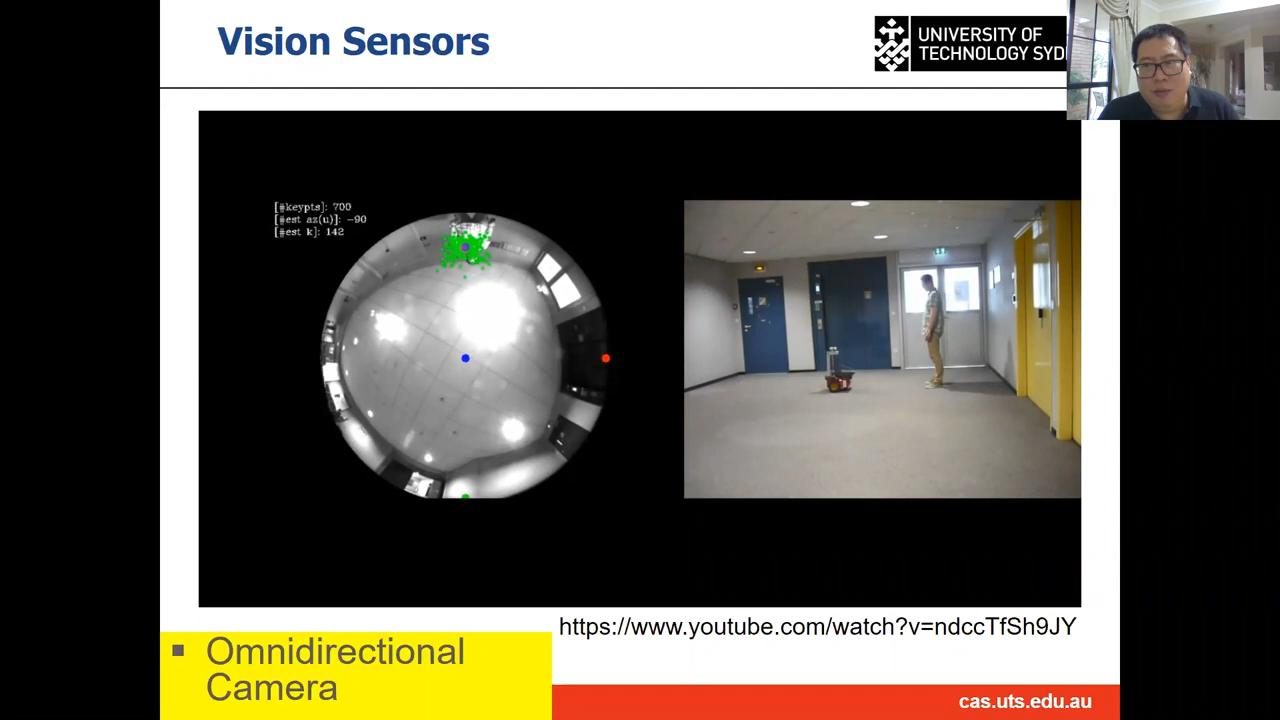 Vision Sensors
UNIVERSITY OF
TECHNOLOGY SYD
[#keypts]: 700
[#est az(u)]: -90
[#est k]: 142
https://www.youtube.com/watch?v=ndccTfSh9JY
▪ Omnidirectional
Camera
cas.uts.edu.au